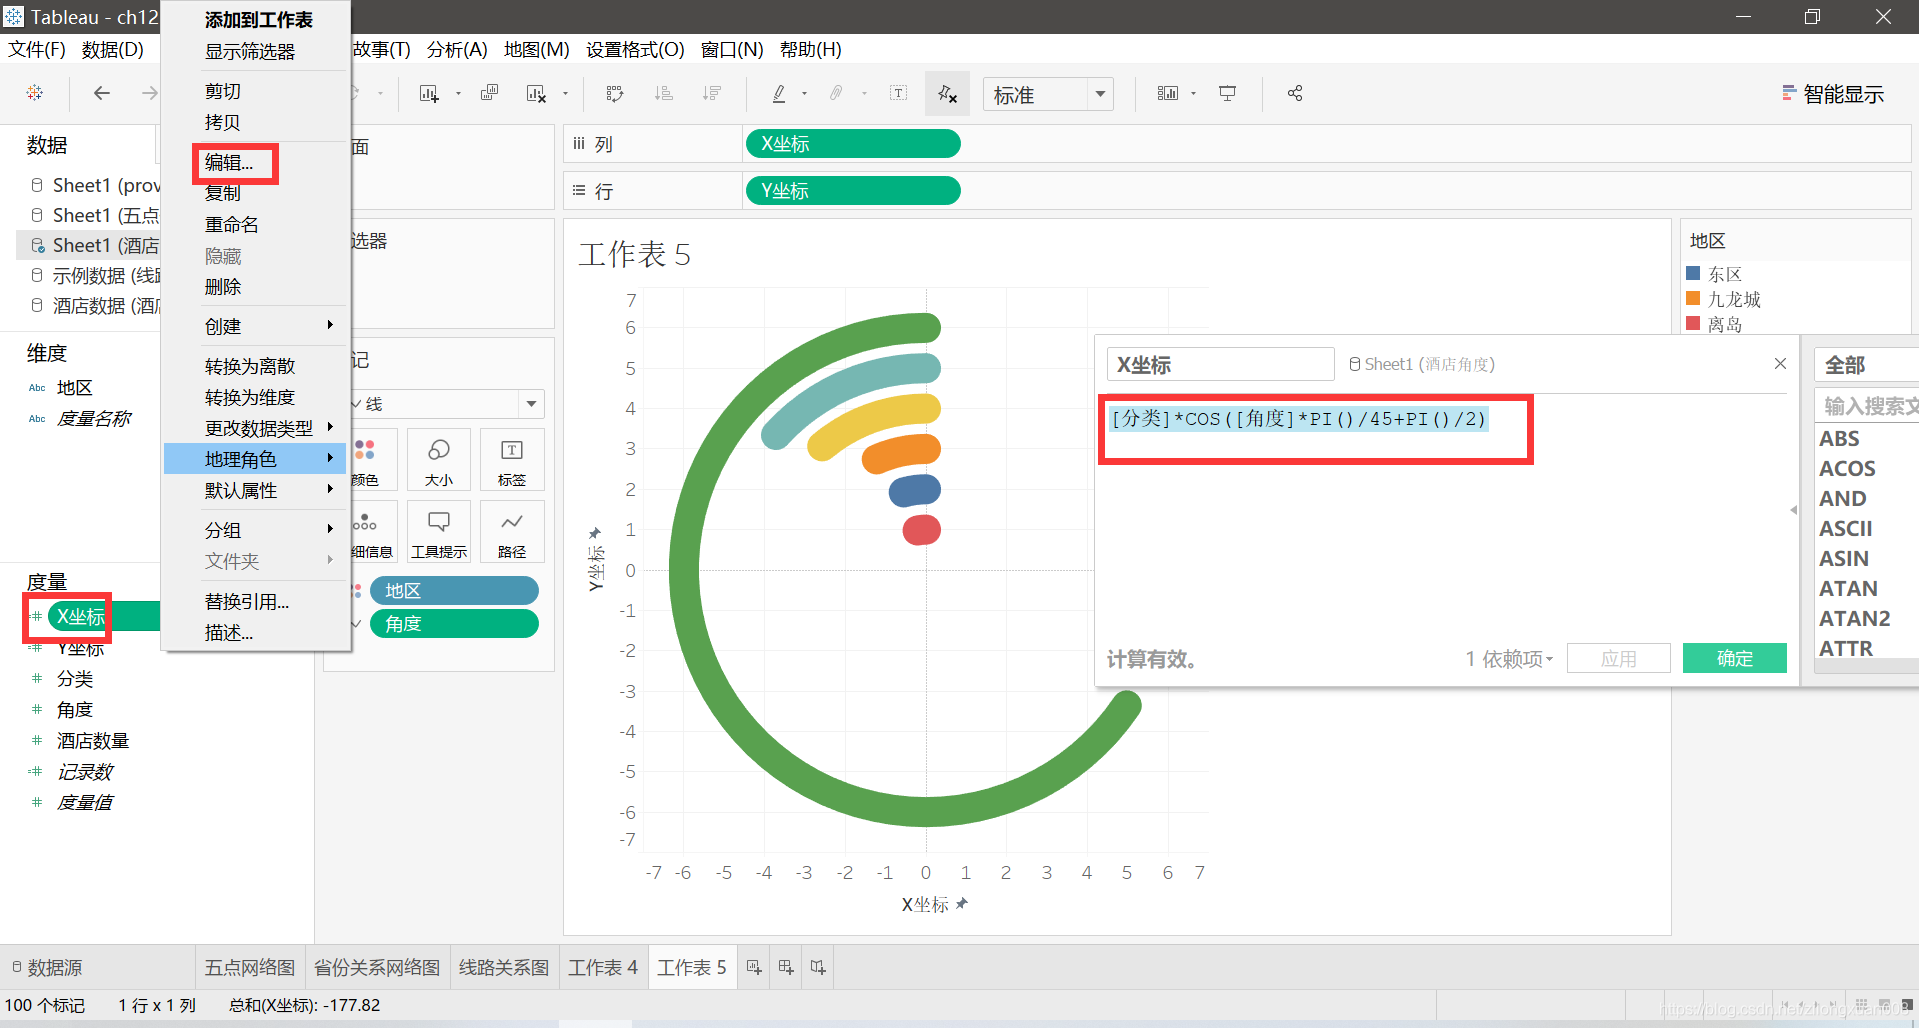 Tableau - ch12
文件(F) 数据(D) 故事(T) 分析(A) 地图(M) 设置格式(O) 窗口(N) 帮助(H)
标准
智能显示
添加到工作表
显示筛选器
剪切
拷贝
编辑...
复制
重命名
隐藏
删除
创建
转换为离散
转换为维度
更改数据类型
地理角色
默认属性
分组
文件夹
替换引用...
描述...
数据
Sheet1 (prov
Sheet1 (五点
Sheet1 (酒店
示例数据 (线路
酒店数据 (酒店
维度
Abc 地区
Abc 度量名称
度量
X坐标
Y坐标
分类
角度
酒店数量
记录数
度量值
面
选器
记
线
颜色 大小 标签
细信息 工具提示 路径
地区
角度
列 X坐标
行 Y坐标
工作表 5
7
6
5
4
3
2
1
0
-1
-2
-3
-4
-5
-6
-7
Y坐标
-7 -6 -5 -4 -3 -2 -1 0 1 2 3 4 5 6 7
X坐标
地区
东区
九龙城
离岛
X坐标 Sheet1 (酒店角度)
[分类]*COS([角度]*PI()/45+PI()/2)
计算有效。 1 依赖项 应用 确定
全部
输入搜索文
ABS
ACOS
AND
ASCII
ASIN
ATAN
ATAN2
ATTR
数据源 五点网络图 省份关系网络图 线路关系图 工作表 4 工作表 5
100 个标记 1 行 x 1 列 总和(X坐标): -177.82